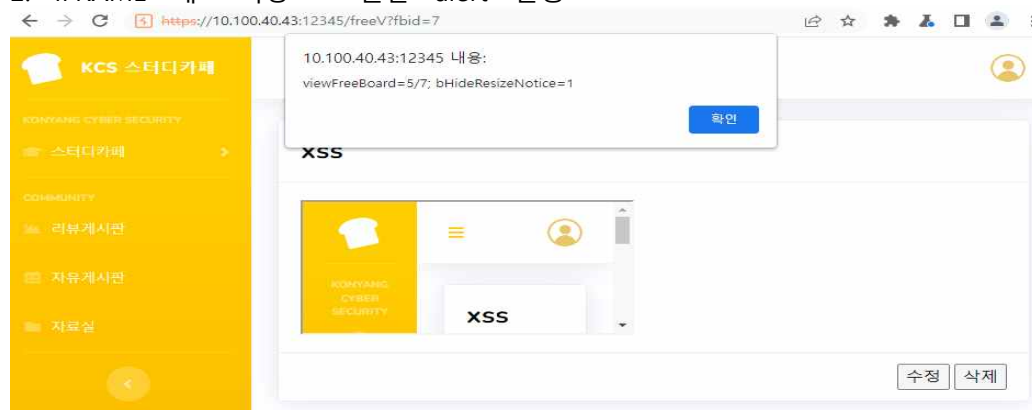 https://10.100.40.43:12345/freeV?fbid=7
KCS 스터디카페
10.100.40.43:12345 내용:
viewFreeBoard=5/7; bHideResizeNotice=1
확인
KONYANG CYBER SECURITY
스터디카페
XSS
COMMUNITY
리뷰게시판
자유게시판
자료실
KONYANG
CYBER
SECURITY
XSS
수정 삭제